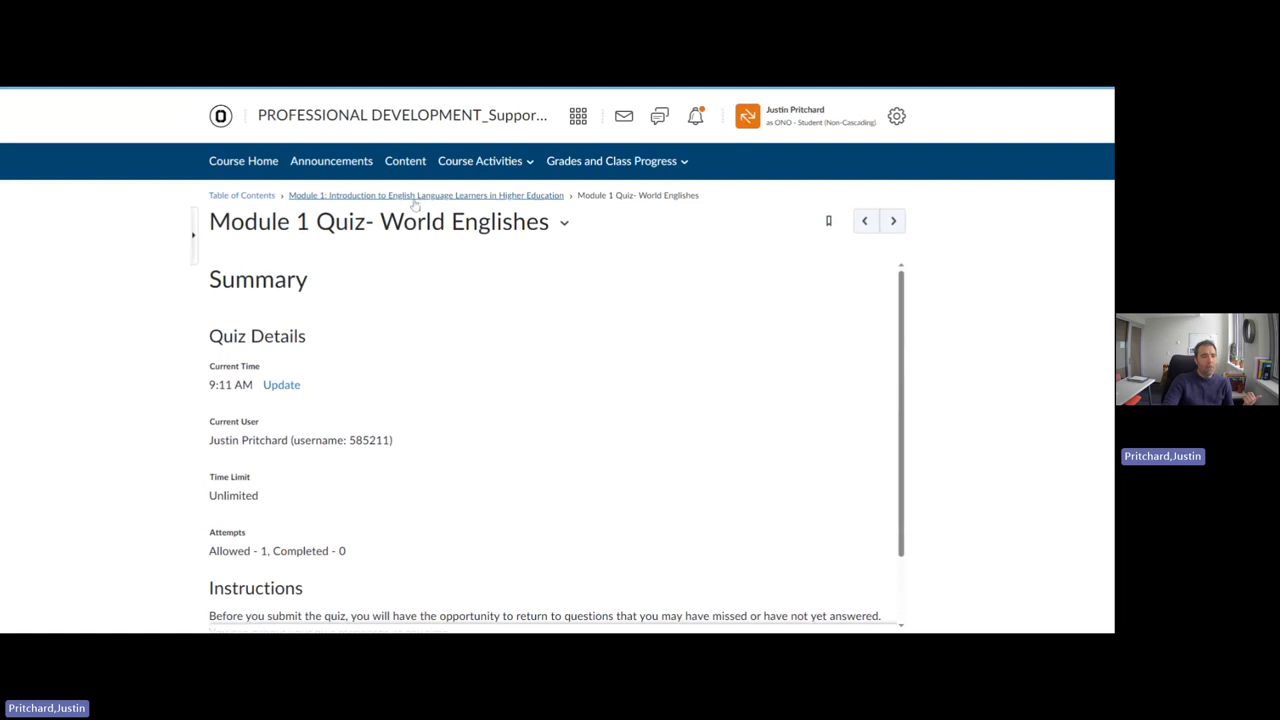 PROFESSIONAL DEVELOPMENT_Suppor...
Justin Pritchard
as ONO - Student (Non-Cascading)
Course Home Announcements Content Course Activities Grades and Class Progress
Table of Contents › Module 1: Introduction to English Language Learners in Higher Education › Module 1 Quiz- World Englishes
Module 1 Quiz- World Englishes
Summary
Quiz Details
Current Time
9:11 AM Update
Current User
Justin Pritchard (username: 585211)
Time Limit
Unlimited
Attempts
Allowed - 1, Completed - 0
Instructions
Before you submit the quiz, you will have the opportunity to return to questions that you may have missed or have not yet answered.
Pritchard,Justin
Pritchard,Justin